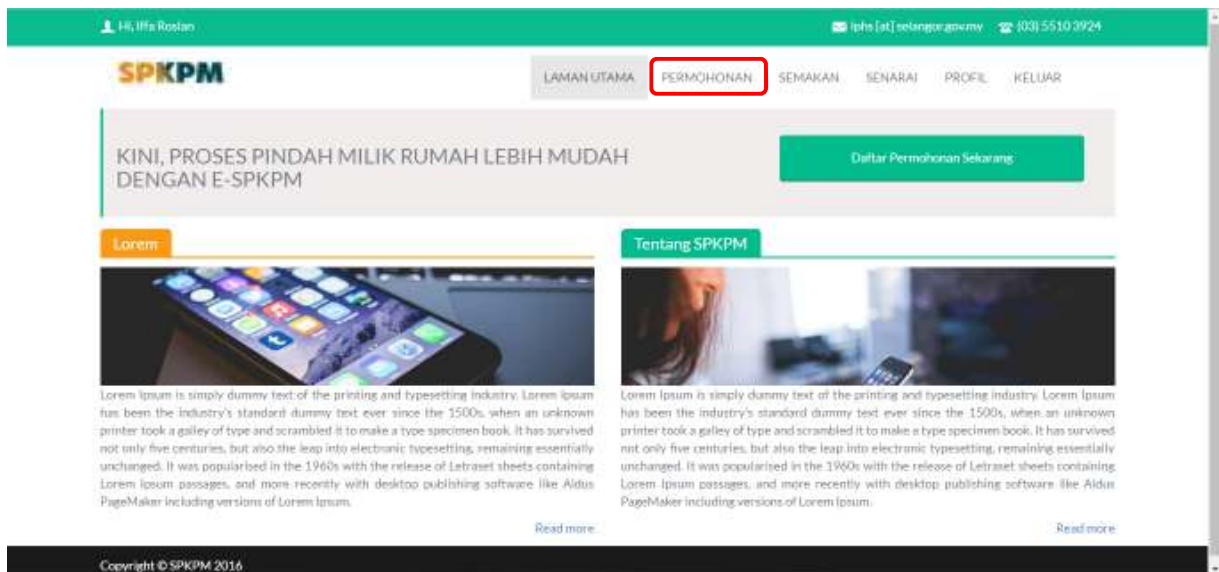 Hi, Iffa Roslan
lphs [at] selangor.gov.my (03) 5510 3924
SPKPM
LAMAN UTAMA PERMOHONAN SEMAKAN SENARAI PROFIL KELUAR
KINI, PROSES PINDAH MILIK RUMAH LEBIH MUDAH
DENGAN E-SPKPM
Daftar Permohonan Sekarang
Lorem
Lorem Ipsum is simply dummy text of the printing and typesetting industry. Lorem Ipsum
has been the industry's standard dummy text ever since the 1500s, when an unknown
printer took a galley of type and scrambled it to make a type specimen book. It has survived
not only five centuries, but also the leap into electronic typesetting, remaining essentially
unchanged. It was popularised in the 1960s with the release of Letraset sheets containing
Lorem Ipsum passages, and more recently with desktop publishing software like Aldus
PageMaker including versions of Lorem Ipsum.
Read more
Tentang SPKPM
Lorem Ipsum is simply dummy text of the printing and typesetting industry. Lorem Ipsum
has been the industry's standard dummy text ever since the 1500s, when an unknown
printer took a galley of type and scrambled it to make a type specimen book. It has survived
not only five centuries, but also the leap into electronic typesetting, remaining essentially
unchanged. It was popularised in the 1960s with the release of Letraset sheets containing
Lorem Ipsum passages, and more recently with desktop publishing software like Aldus
PageMaker including versions of Lorem Ipsum.
Read more
Copyright © SPKPM 2016